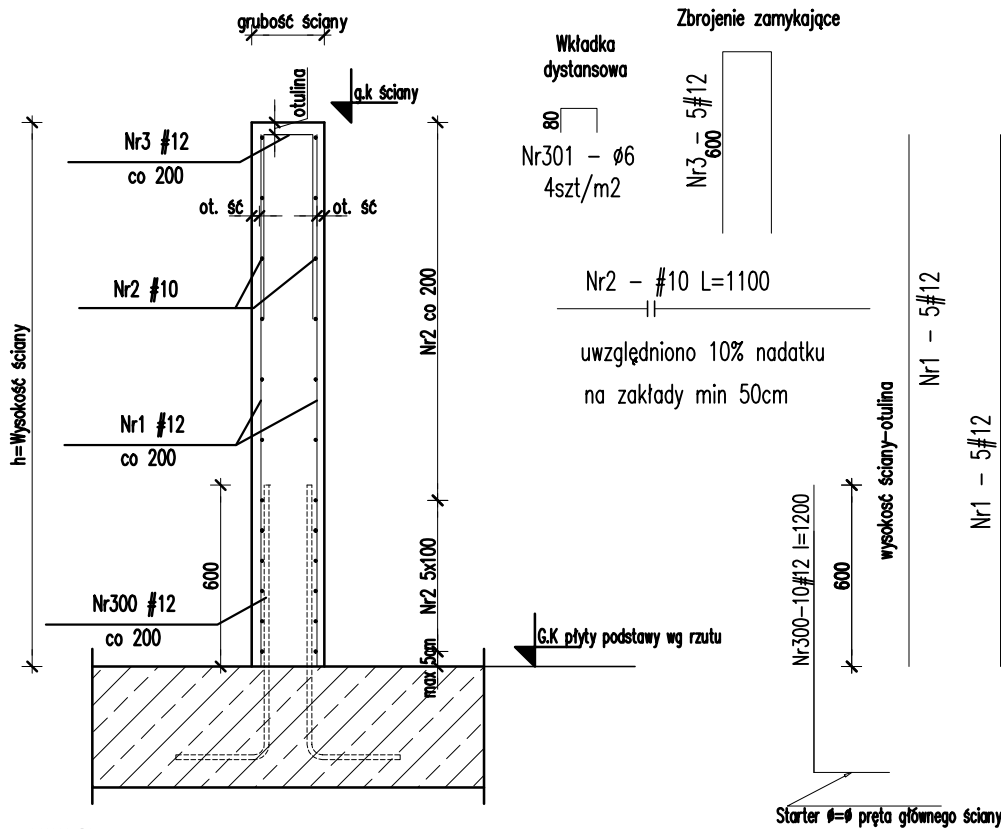 grubość ściany
otulina
g.k ściany
Nr3 #12
co 200
ot. ść
ot. ść
Nr2 #10
Nr2 co 200
h=Wysokość ściany
Nr1 #12
co 200
600
Nr2 5x100
Nr300 #12
co 200
max 5cm
G.K płyty podstawy wg rzutu
Wkładka
dystansowa
80
Nr301 - ø6
4szt/m2
Zbrojenie zamykające
Nr3 - 5#12
600
Nr2 - #10 L=1100
uwzględniono 10% nadatku
na zakłady min 50cm
Nr1 - 5#12
wysokosć ściany-otulina
Nr1 - 5#12
Nr300-10#12 l=1200
600
Starter ø=ø pręta głównego ściany